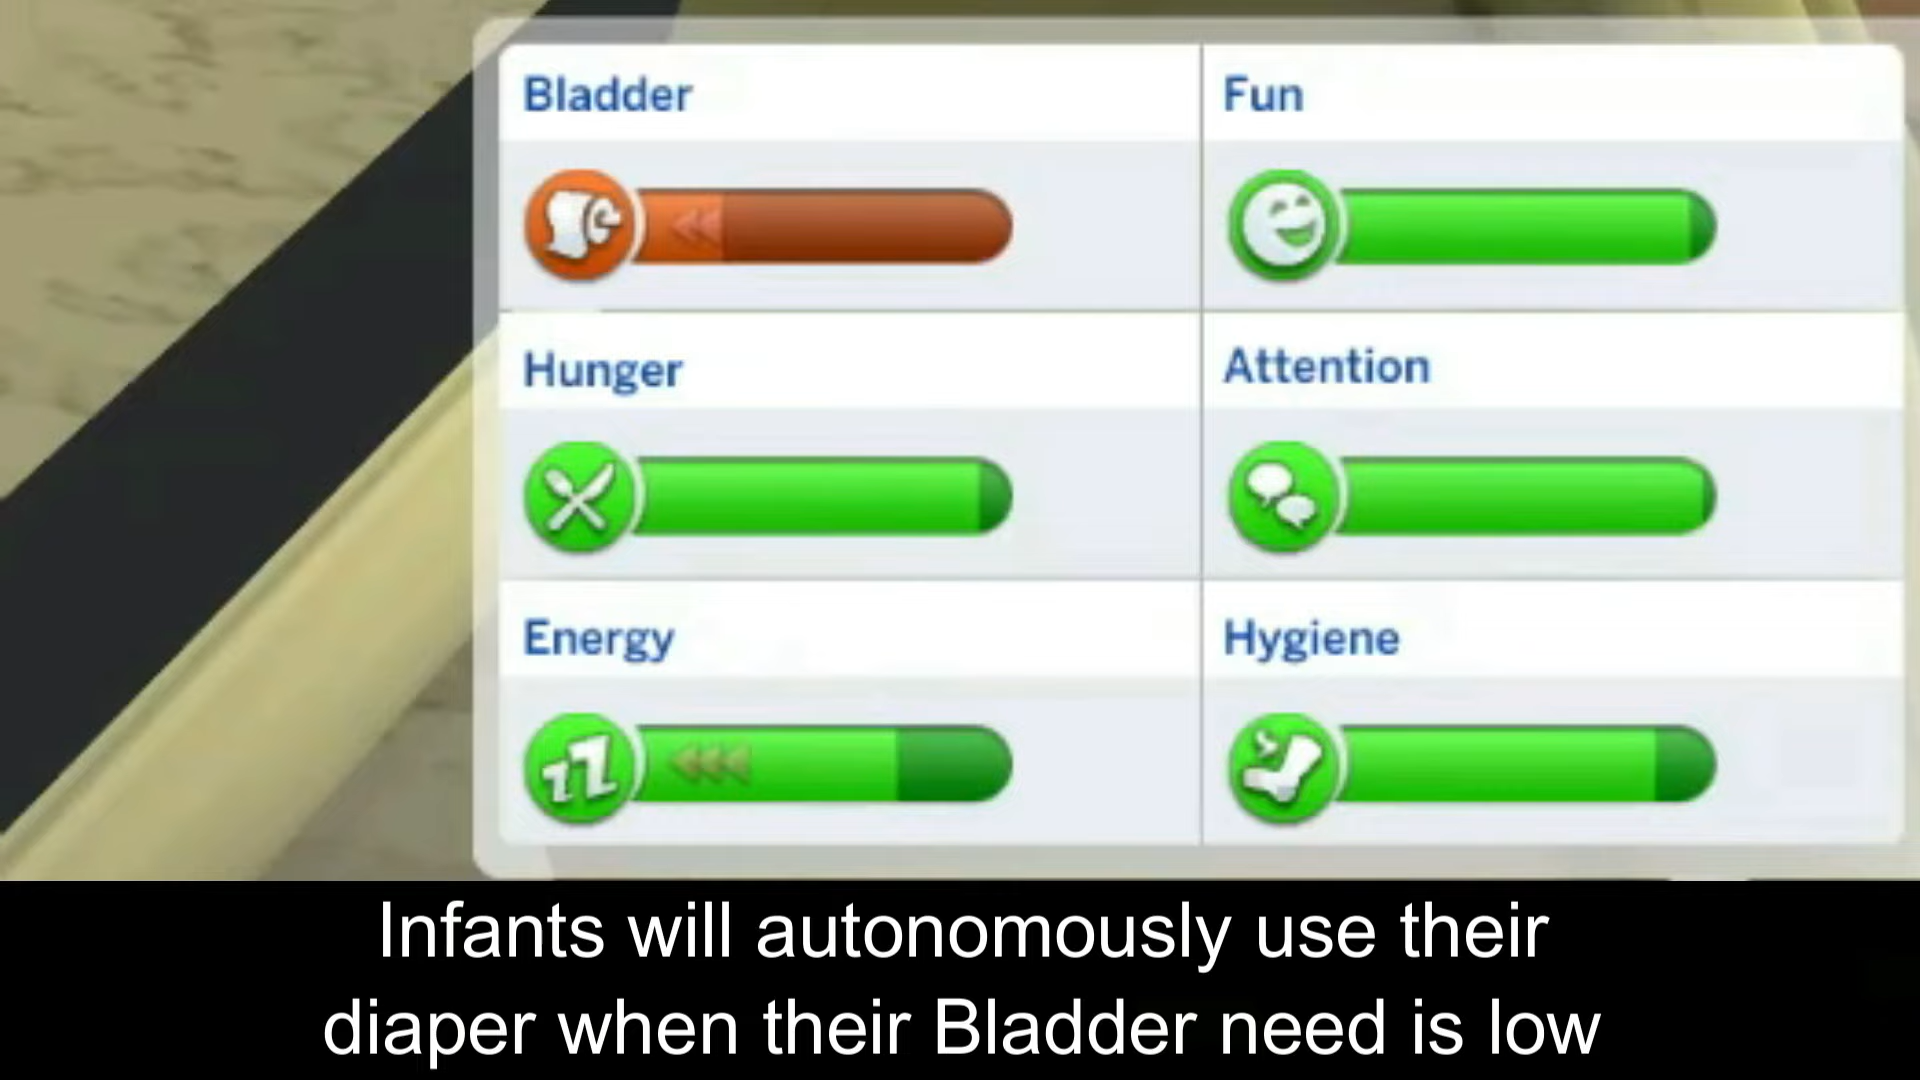 Bladder
Fun
Hunger
Attention
Energy
Hygiene
Infants will autonomously use their
diaper when their Bladder need is low